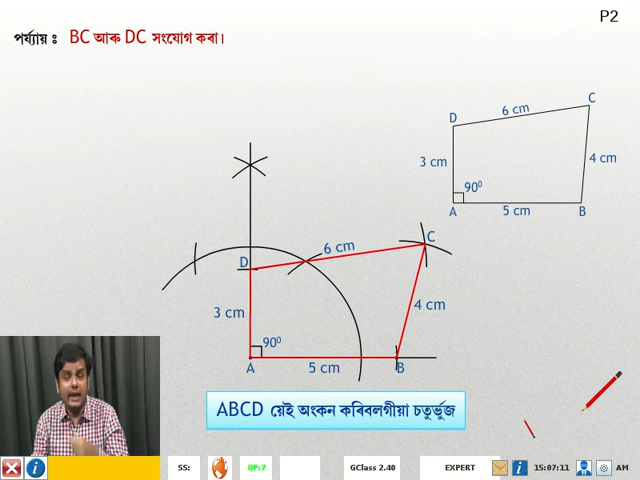 P2
পৰ্য্যায় ঃ BC আৰু DC সংযোগ কৰা।
C
6 cm
D
3 cm
4 cm
90⁰
A
5 cm
B
C
6 cm
D
4 cm
3 cm
90⁰
A
5 cm
B
ABCD য়েই অংকন কৰিবলগীয়া চতুৰ্ভুজ
SS:
QP:7
GClass 2.40
EXPERT
15:07:11
AM